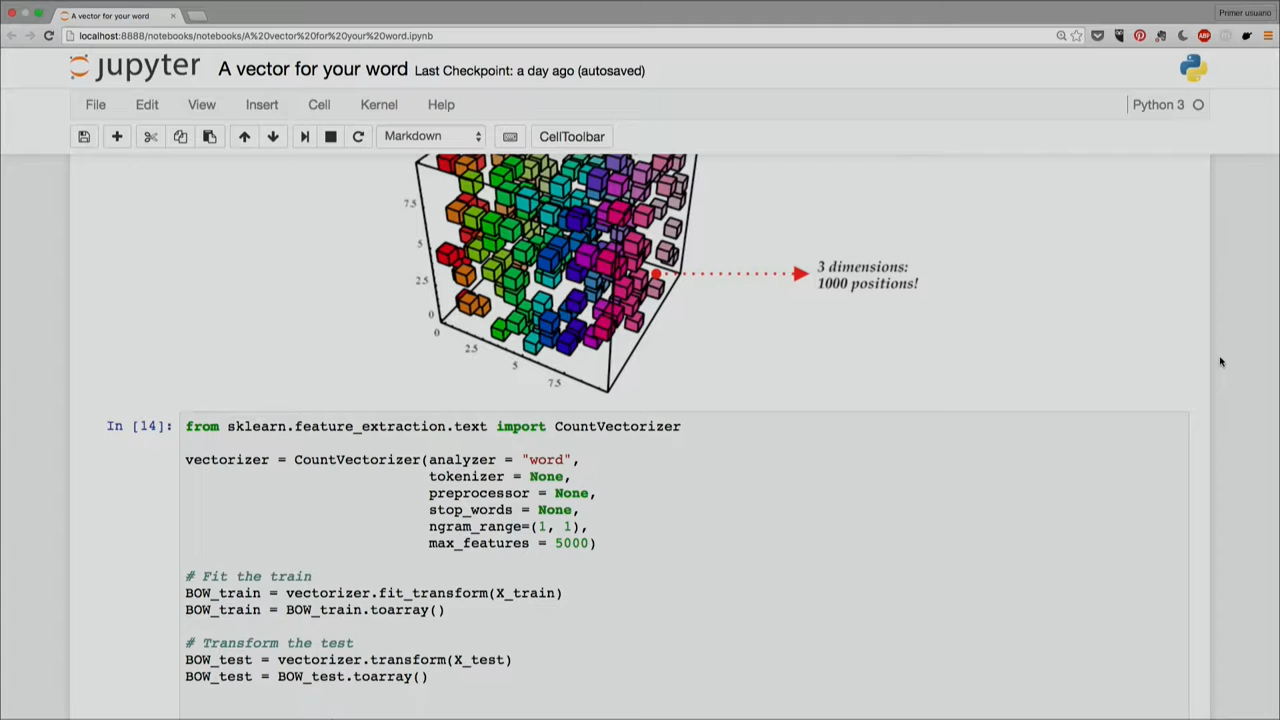 A vector for your word
Primer usuano
localhost:8888/notebooks/notebooks/A%20vector%20for%20your%20word.ipynb
jupyter A vector for your word Last Checkpoint: a day ago (autosaved)
File Edit View Insert Cell Kernel Help Python 3
Markdown CellToolbar
7.5
5
2.5
0
0
2.5
5
7.5
3 dimensions:
1000 positions!
In [14]: from sklearn.feature_extraction.text import CountVectorizer
vectorizer = CountVectorizer(analyzer = "word",
tokenizer = None,
preprocessor = None,
stop_words = None,
ngram_range=(1, 1),
max_features = 5000)
# Fit the train
BOW_train = vectorizer.fit_transform(X_train)
BOW_train = BOW_train.toarray()
# Transform the test
BOW_test = vectorizer.transform(X_test)
BOW_test = BOW_test.toarray()